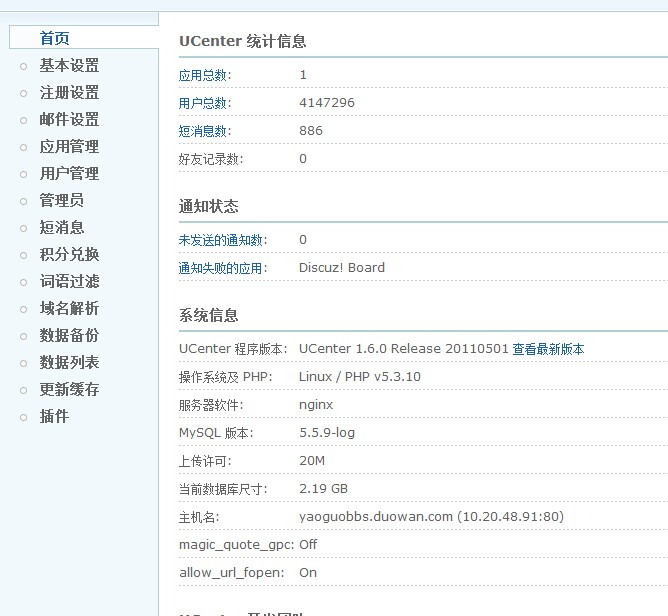 首页
基本设置
注册设置
邮件设置
应用管理
用户管理
管理员
短消息
积分兑换
词语过滤
域名解析
数据备份
数据列表
更新缓存
插件
UCenter 统计信息
应用总数: 1
用户总数: 4147296
短消息数: 886
好友记录数: 0
通知状态
未发送的通知数: 0
通知失败的应用: Discuz! Board
系统信息
UCenter 程序版本: UCenter 1.6.0 Release 20110501 查看最新版本
操作系统及 PHP: Linux / PHP v5.3.10
服务器软件: nginx
MySQL 版本: 5.5.9-log
上传许可: 20M
当前数据库尺寸: 2.19 GB
主机名: yaoguobbs.duowan.com (10.20.48.91:80)
magic_quote_gpc: Off
allow_url_fopen: On